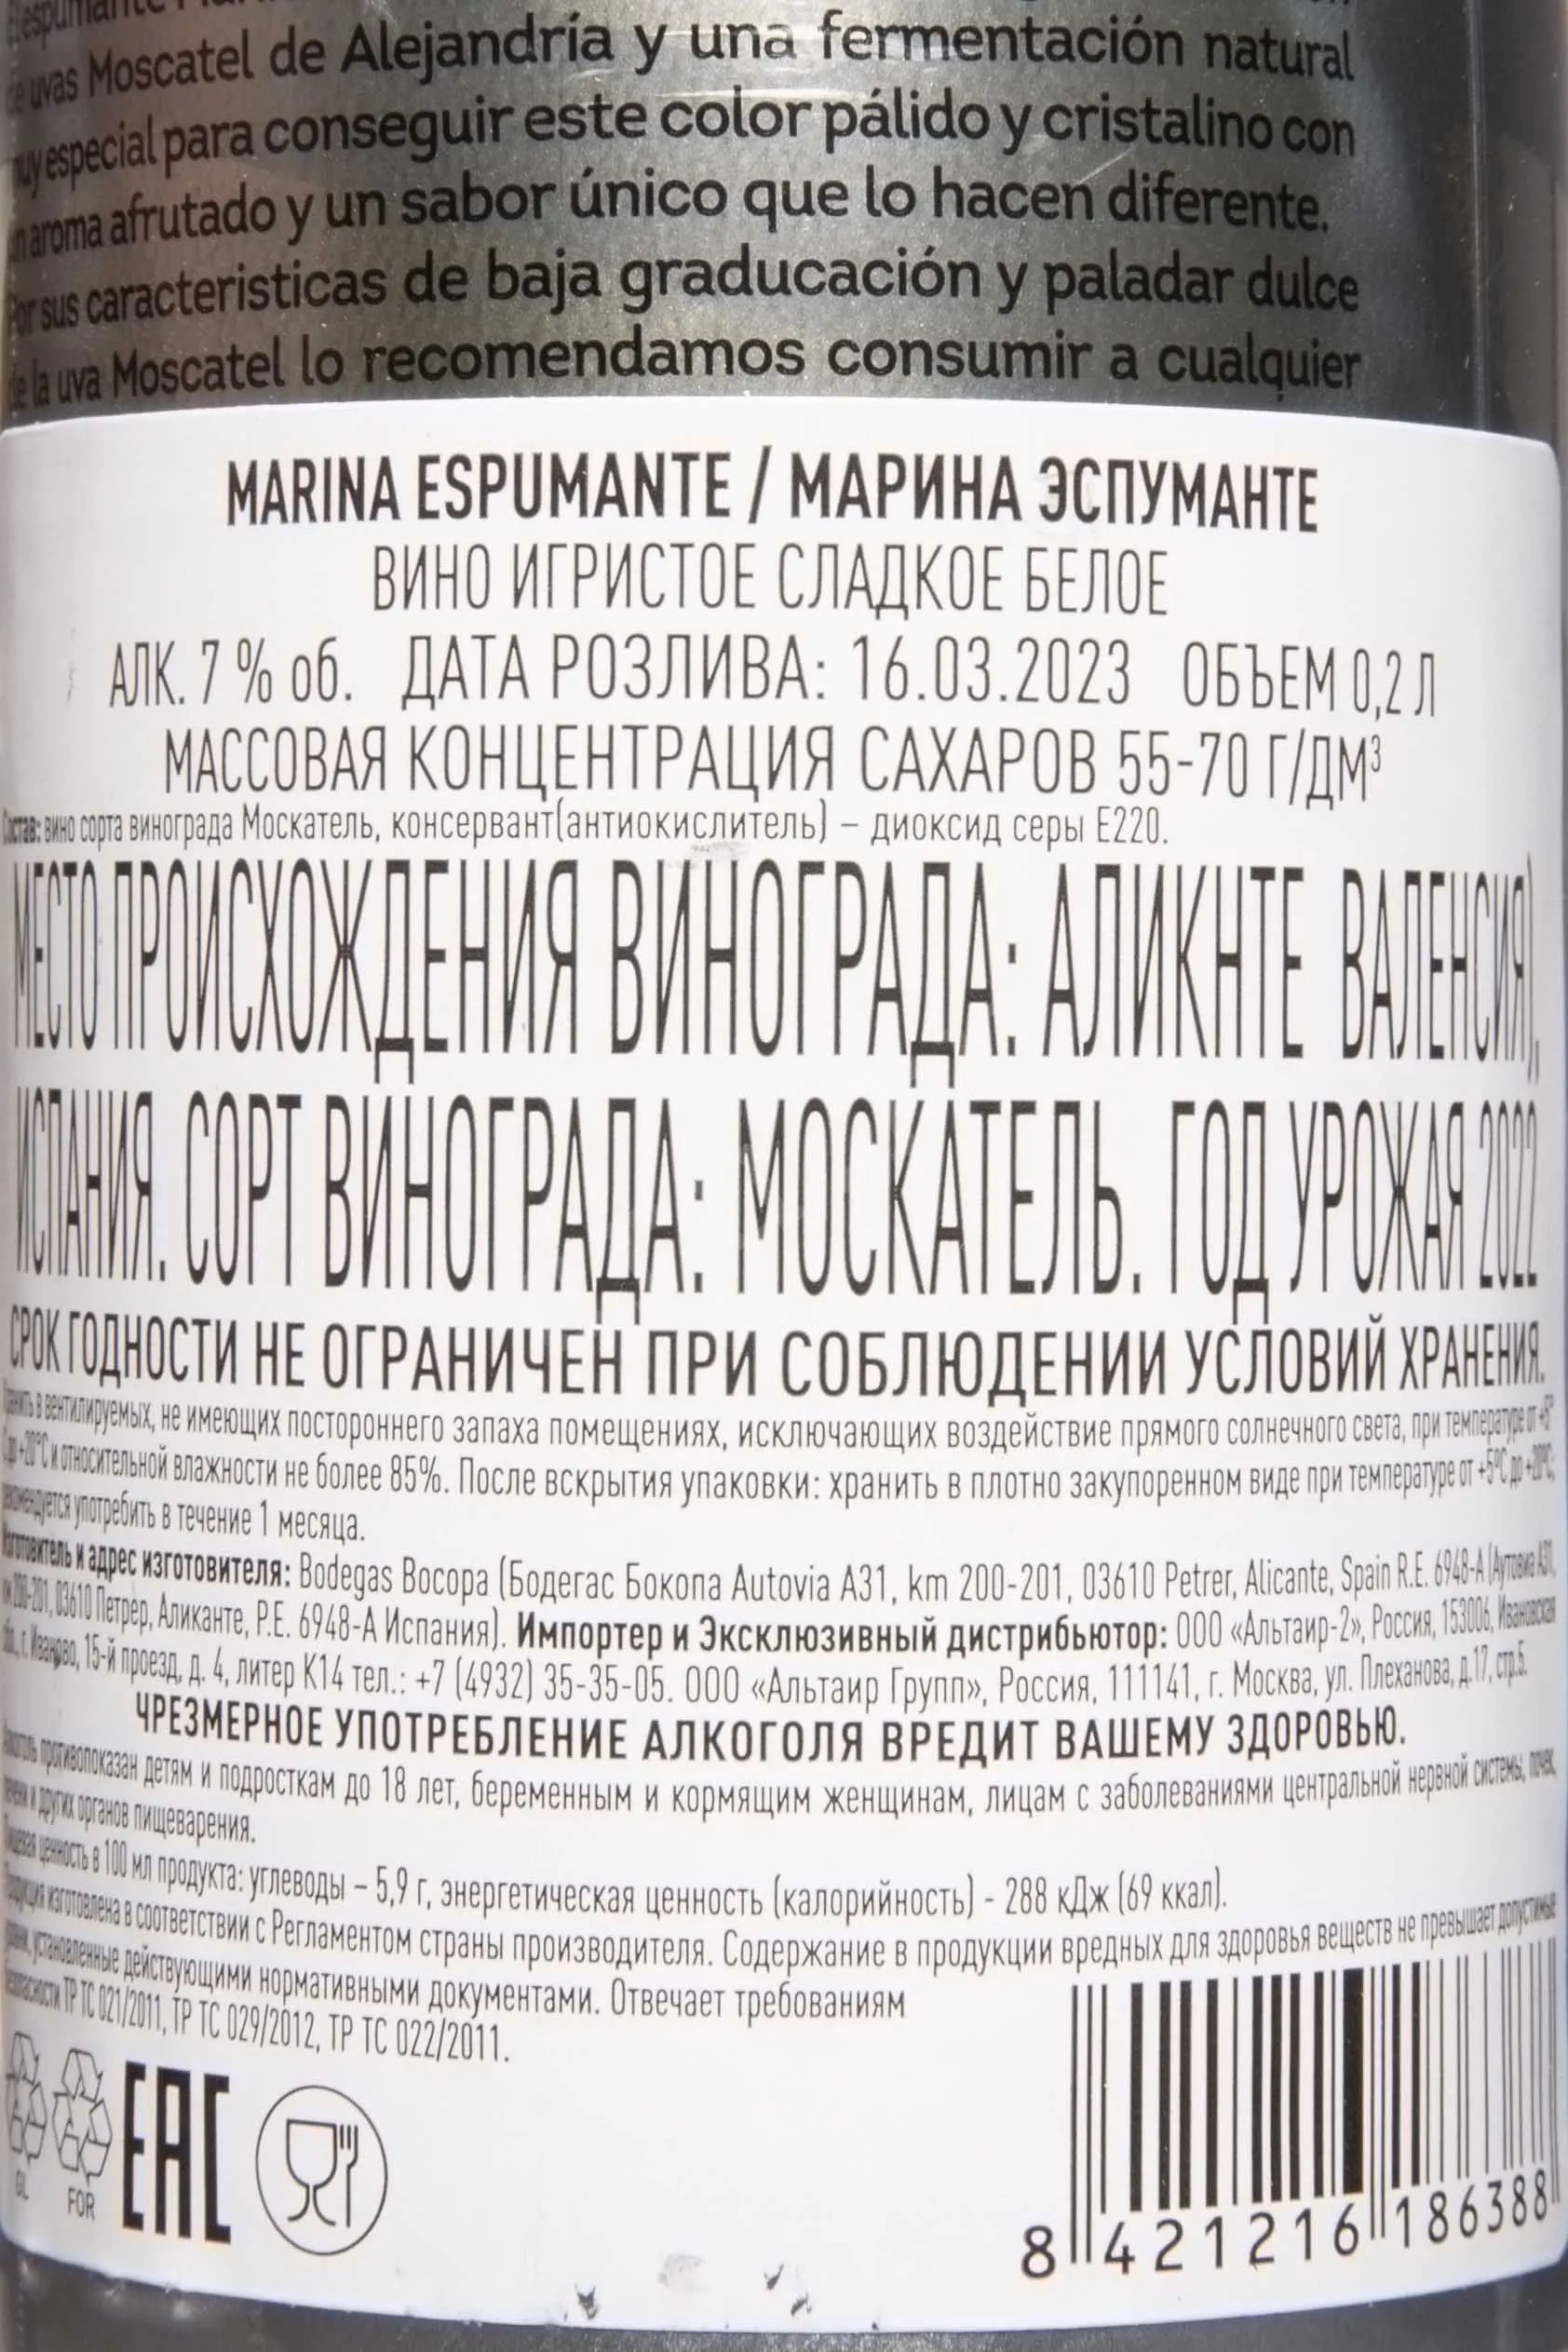 espumante
de uvas Moscatel de Alejandría y una fermentación natural
muy especial para conseguir este color pálido y cristalino con
un aroma afrutado y un sabor único que lo hacen diferente.
Por sus caracteristicas de baja graducación y paladar dulce
de la uva Moscatel lo recomendamos consumir a cualquier
MARINA ESPUMANTE / МАРИНА ЭСПУМАНТЕ
ВИНО ИГРИСТОЕ СЛАДКОЕ БЕЛОЕ
АЛК. 7 % об. ДАТА РОЗЛИВА: 16.03.2023 ОБЪЕМ 0,2 Л
МАССОВАЯ КОНЦЕНТРАЦИЯ САХАРОВ 55-70 Г/ДМ³
Состав: вино сорта винограда Москатель, консервант(антиокислитель) – диоксид серы Е220.
МЕСТО ПРОИСХОЖДЕНИЯ ВИНОГРАДА: АЛИКНТЕ ВАЛЕНСИЯ),
ИСПАНИЯ. СОРТ ВИНОГРАДА: МОСКАТЕЛЬ. ГОД УРОЖАЯ 2022
СРОК ГОДНОСТИ НЕ ОГРАНИЧЕН ПРИ СОБЛЮДЕНИИ УСЛОВИЙ ХРАНЕНИЯ.
Хранить в вентилируемых, не имеющих постороннего запаха помещениях, исключающих воздействие прямого солнечного света, при температуре от +5°
С до +20°С и относительной влажности не более 85%. После вскрытия упаковки: хранить в плотно закупоренном виде при температуре от +5°С до +20°С,
рекомендуется употребить в течение 1 месяца.
Изготовитель и адрес изготовителя: Bodegas Bocopa (Бодегас Бокопа Autovia A31, km 200-201, 03610 Petrer, Alicante, Spain R.E. 6948-A (Аутовиа А31,
км 200-201, 03610 Петрер, Аликанте, Р.Е. 6948-А Испания). Импортер и Эксклюзивный дистрибьютор: ООО «Альтаир-2», Россия, 153006, Ивановская
обл., г. Иваново, 15-й проезд, д. 4, литер К14 тел.: +7 (4932) 35-35-05. ООО «Альтаир Групп», Россия, 111141, г. Москва, ул. Плеханова, д.17, стр.5.
ЧРЕЗМЕРНОЕ УПОТРЕБЛЕНИЕ АЛКОГОЛЯ ВРЕДИТ ВАШЕМУ ЗДОРОВЬЮ.
Алкоголь противопоказан детям и подросткам до 18 лет, беременным и кормящим женщинам, лицам с заболеваниями центральной нервной системы, почек,
печени и других органов пищеварения.
Пищевая ценность в 100 мл продукта: углеводы – 5,9 г, энергетическая ценность (калорийность) - 288 кДж (69 ккал).
Продукция изготовлена в соответствии с Регламентом страны производителя. Содержание в продукции вредных для здоровья веществ не превышает допустимые
уровни, установленные действующими нормативными документами. Отвечает требованиям
безопасности ТР ТС 021/2011, ТР ТС 029/2012, ТР ТС 022/2011.
GL FOR EAC
8 421216 186388